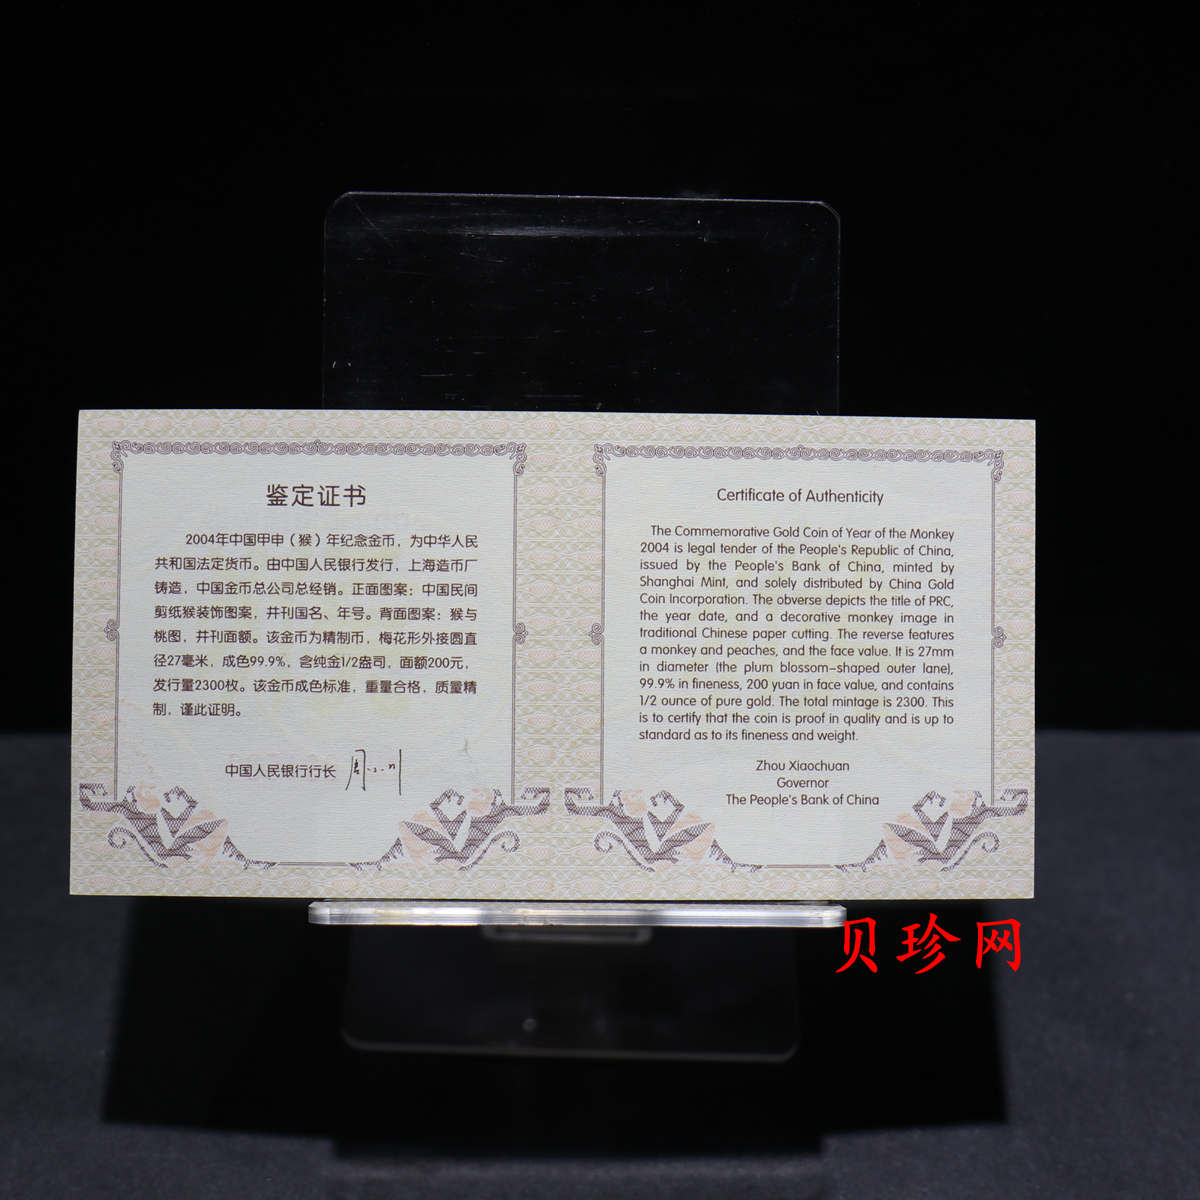 鉴定证书
2004年中国甲申（猴）年纪念金币，为中华人民
共和国法定货币。由中国人民银行发行，上海造币厂
铸造，中国金币总公司总经销。正面图案：中国民间
剪纸猴装饰图案，并刊国名、年号。背面图案：猴与
桃图，并刊面额。该金币为精制币，梅花形外接圆直
径27毫米，成色99.9%，含纯金1/2盎司，面额200元，
发行量2300枚。该金币成色标准，重量合格，质量精
制，谨此证明。
中国人民银行行长
Certificate of Authenticity
The Commemorative Gold Coin of Year of the Monkey
2004 is legal tender of the People's Republic of China,
issued by the People's Bank of China, minted by
Shanghai Mint, and solely distributed by China Gold
Coin Incorporation. The obverse depicts the title of PRC,
the year date, and a decorative monkey image in
traditional Chinese paper cutting. The reverse features
a monkey and peaches, and the face value. It is 27mm
in diameter (the plum blossom-shaped outer lane),
99.9% in fineness, 200 yuan in face value, and contains
1/2 ounce of pure gold. The total mintage is 2300. This
is to certify that the coin is proof in quality and is up to
standard as to its fineness and weight.
Zhou Xiaochuan
Governor
The People's Bank of China
贝珍网